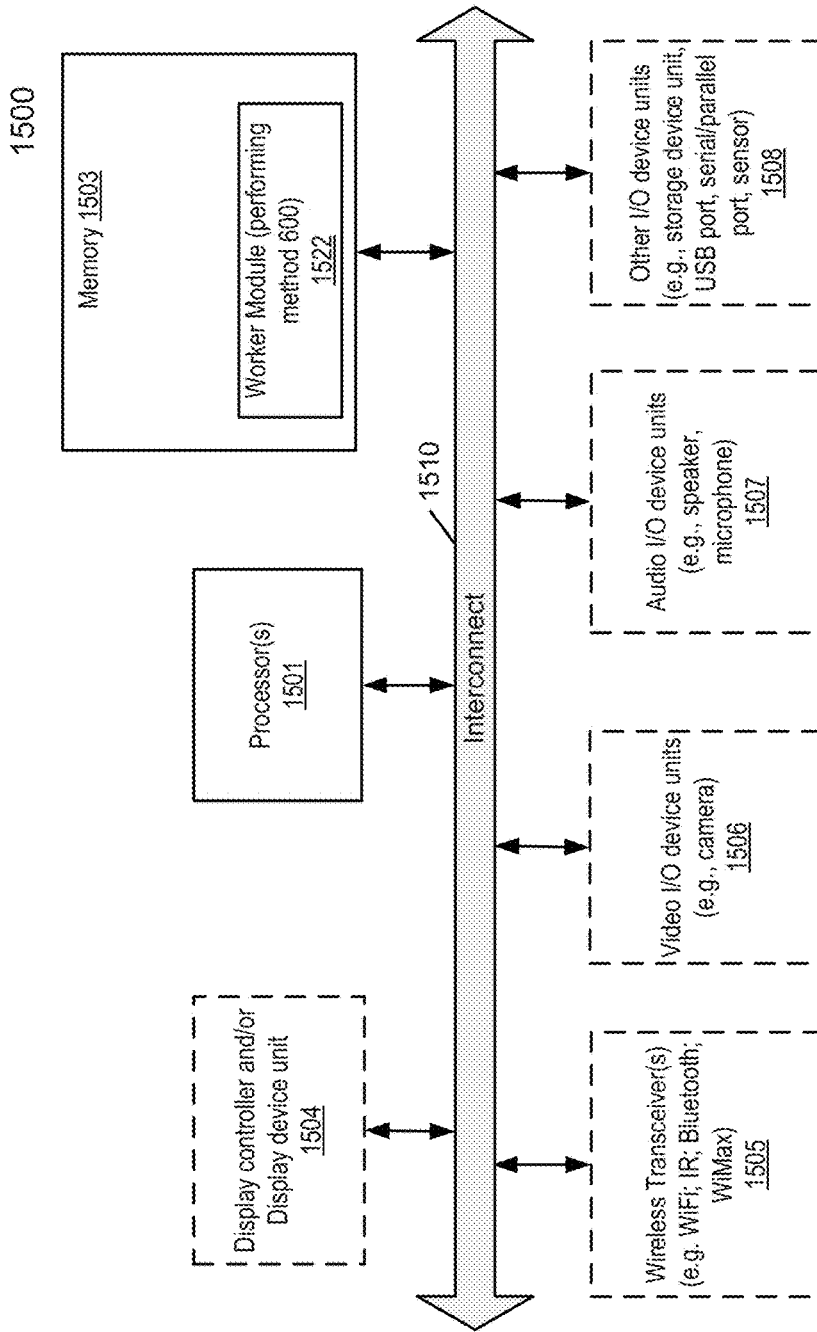 1500
Display controller and/or
Display device unit
1504
Processor(s)
1501
Memory 1503
Worker Module (performing
method 600)
1522
1510
Interconnect
Wireless Transceiver(s)
(e.g. WiFi; IR; Bluetooth;
WiMax)
1505
Video I/O device units
(e.g., camera)
1506
Audio I/O device units
(e.g., speaker,
microphone)
1507
Other I/O device units
(e.g., storage device unit,
USB port, serial/parallel
port, sensor)
1508